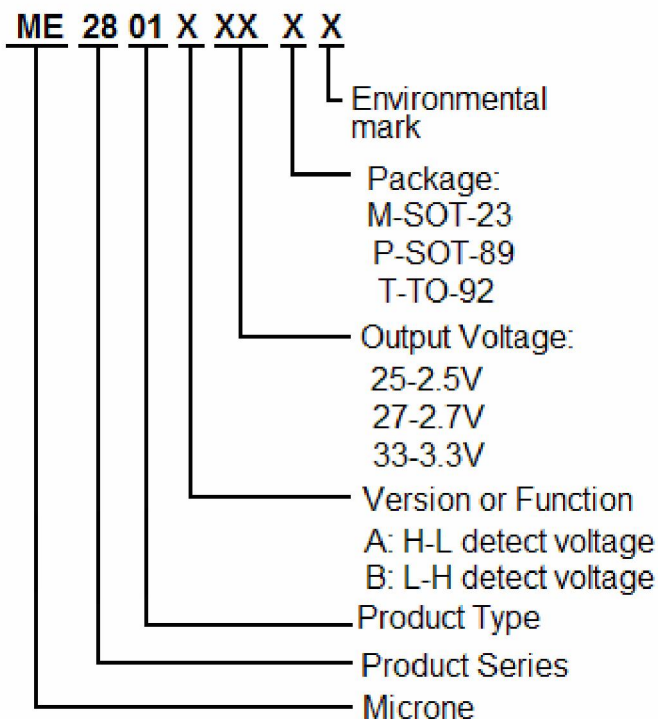 ME 28 01 X XX X X
Environmental
mark
Package:
M-SOT-23
P-SOT-89
T-TO-92
Output Voltage:
25-2.5V
27-2.7V
33-3.3V
Version or Function
A: H-L detect voltage
B: L-H detect voltage
Product Type
Product Series
Microne